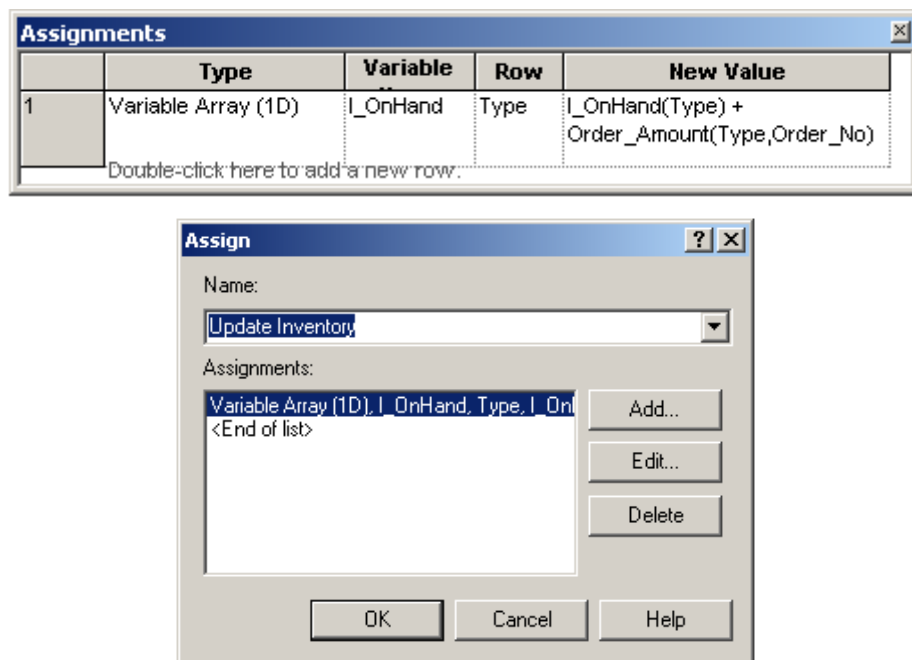 Assignments
Type Variable Row New Value
1 Variable Array (1D) I_OnHand Type I_OnHand(Type) +
Order_Amount(Type,Order_No)
Double-click here to add a new row.
Assign
Name:
Update Inventory
Assignments:
Variable Array (1D), I_OnHand, Type, I_OnI
<End of list>
Add...
Edit...
Delete
OK Cancel Help